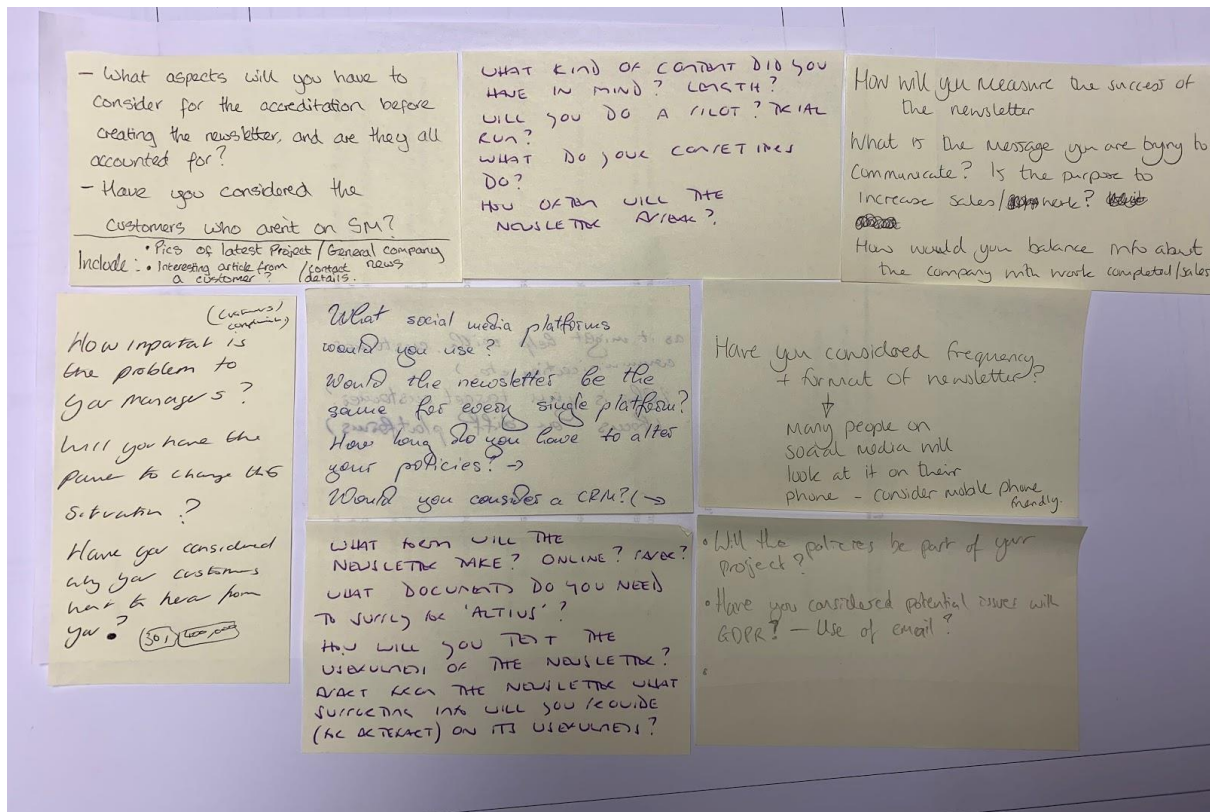 - What aspects will you have to
consider for the accreditation before
creating the newsletter, and are they all
accounted for?
- Have you considered the
customers who arent on SM?
Include: • Pics of latest Project / General company news
• Interesting article from a customer? / contact details.
WHAT KIND OF CONTENT DID YOU
HAVE IN MIND? LENGTH?
WILL YOU DO A PILOT? TRIAL
RUN?
WHAT DO YOUR COMPETITORS
DO?
HOW OFTEN WILL THE
NEWSLETTER APPEAR?
How will you measure the success of
the newsletter
What is the message you are trying to
communicate? Is the purpose to
increase sales/ work?
How would you balance info about
the company with work completed/sales
(customers)
complaints
How important is
the problem to
your managers?
Will you have the
power to change the
situation?
Have you considered
why your customers
want to hear from
you?
What social media platforms
would you use?
Would the newsletter be the
same for every single platform?
How long do you have to alter
your policies? →
Would you consider a CRM? (→
Have you considered frequency
+ format of newsletter?
↓
Many people on
social media will
look at it on their
phone - consider mobile phone
friendly.
WHAT FORM WILL THE
NEWSLETTER TAKE? ONLINE? PAPER?
WHAT DOCUMENTS DO YOU NEED
TO SUPPLY FOR 'ALTIUS'?
HOW WILL YOU TEST THE
USEFULNESS OF THE NEWSLETTER?
APART FROM THE NEWSLETTER WHAT
SUPPORTING INFO WILL YOU PROVIDE
(AC ARTEFACT) ON ITS USEFULNESS?
• Will the policies be part of your
project?
• Have you considered potential issues with
GDPR? - Use of email?